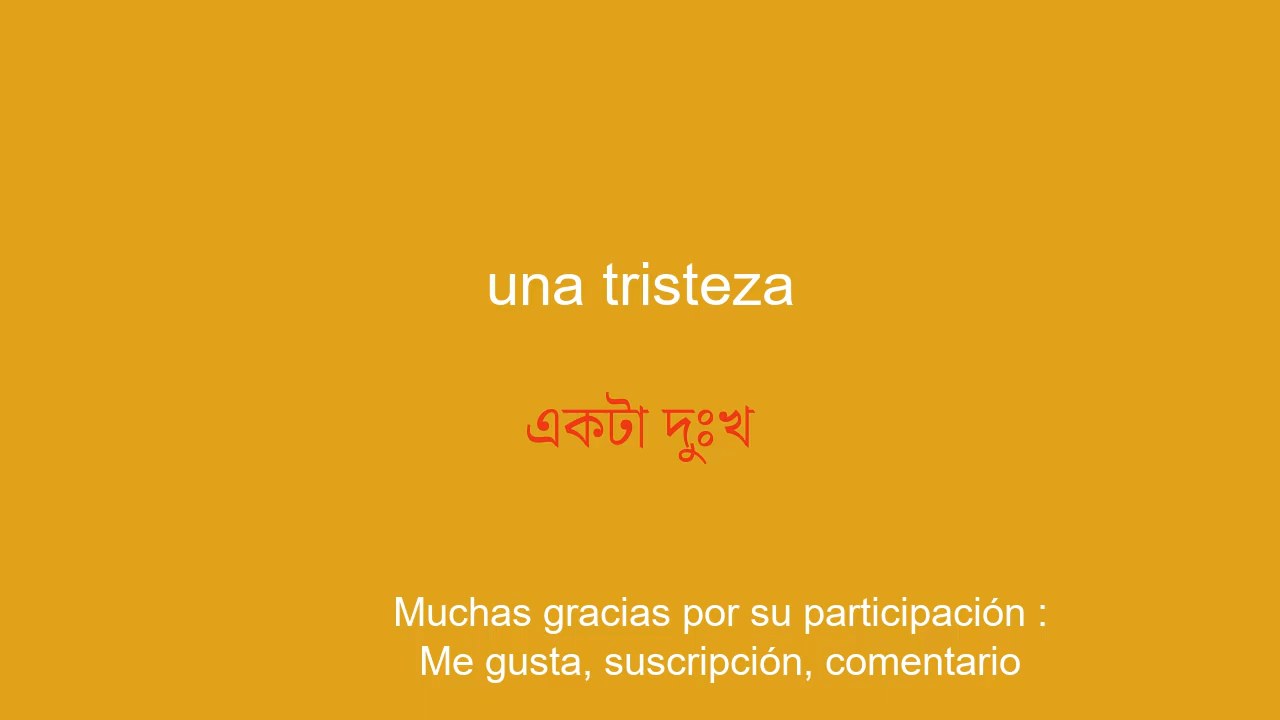 una tristeza
একটা দুঃখ
Muchas gracias por su participación :
Me gusta, suscripción, comentario